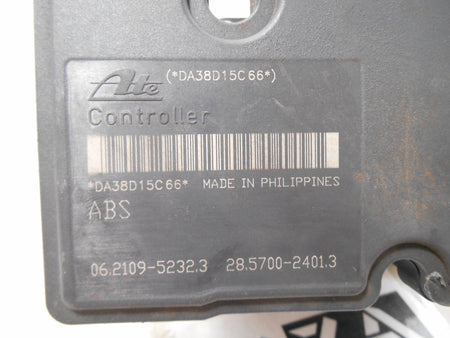 (*DA38D15C66*)
Ate
Controller
*DA38D15C66* MADE IN PHILIPPINES
ABS
06.2109-5232.3 28.5700-2401.3